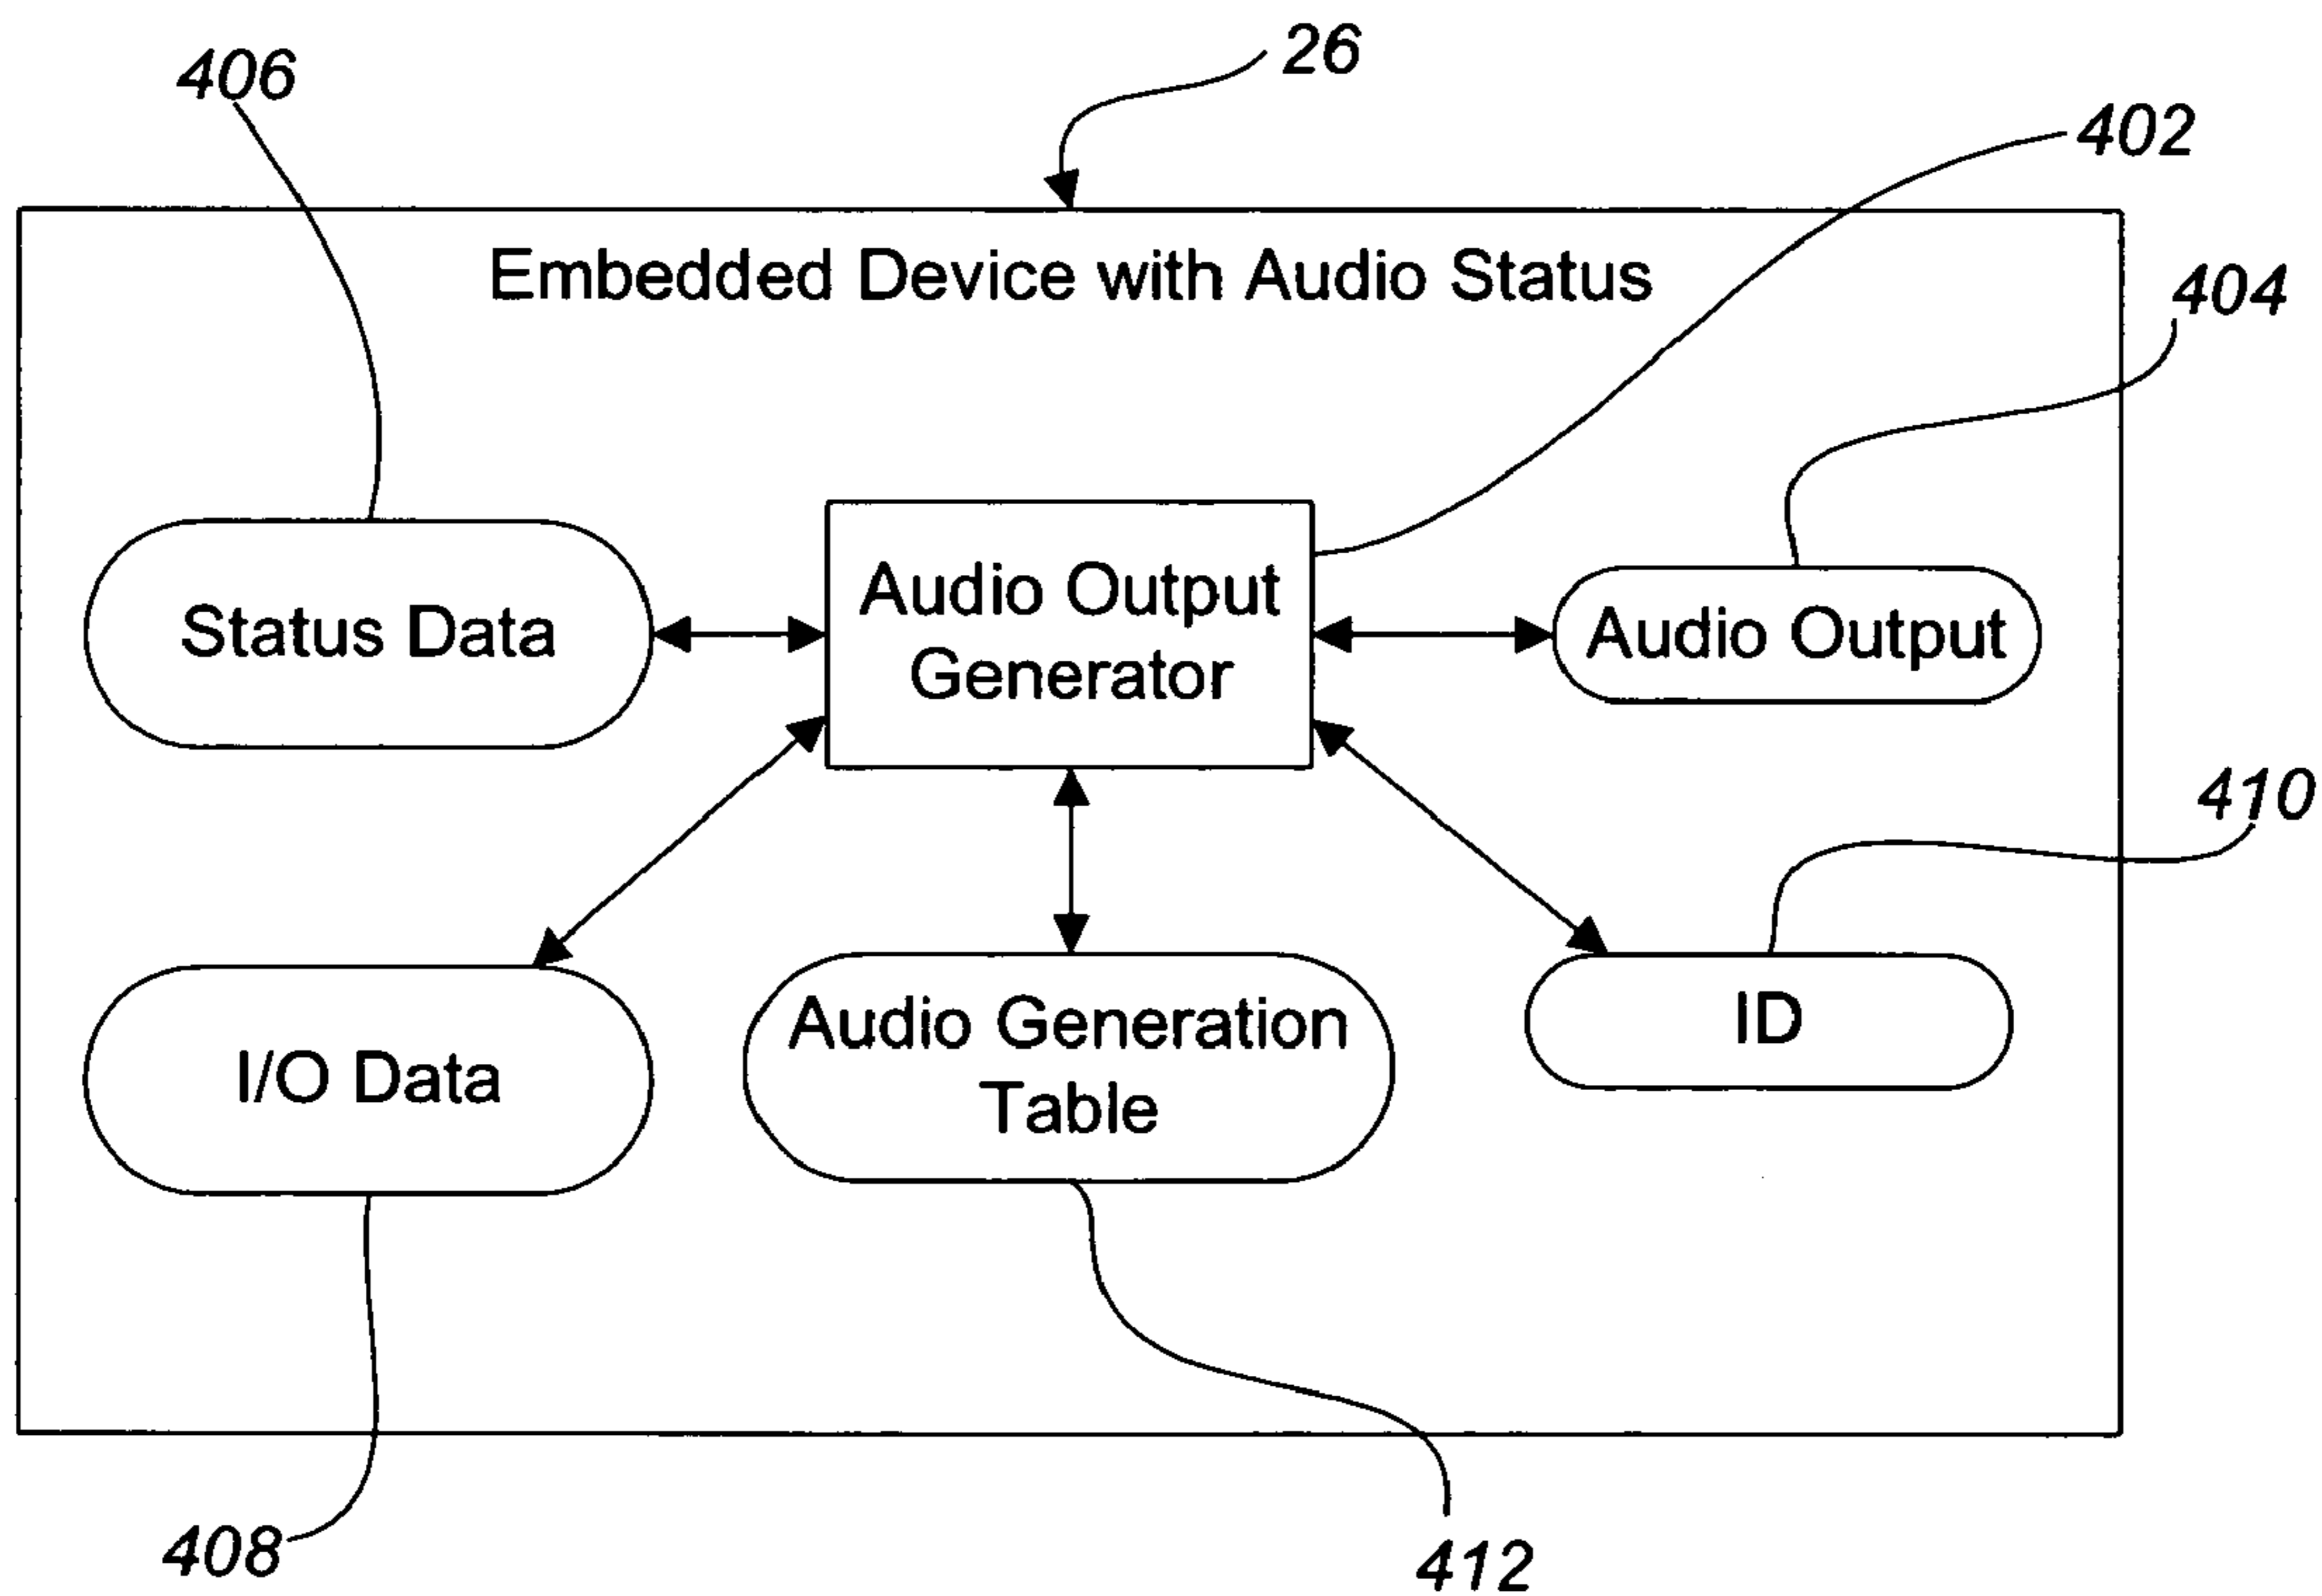 26
406
402
Embedded Device with Audio Status
404
Audio Output
Generator
Status Data
Audio Output
410
Audio Generation
Table
ID
I/O Data
408
412